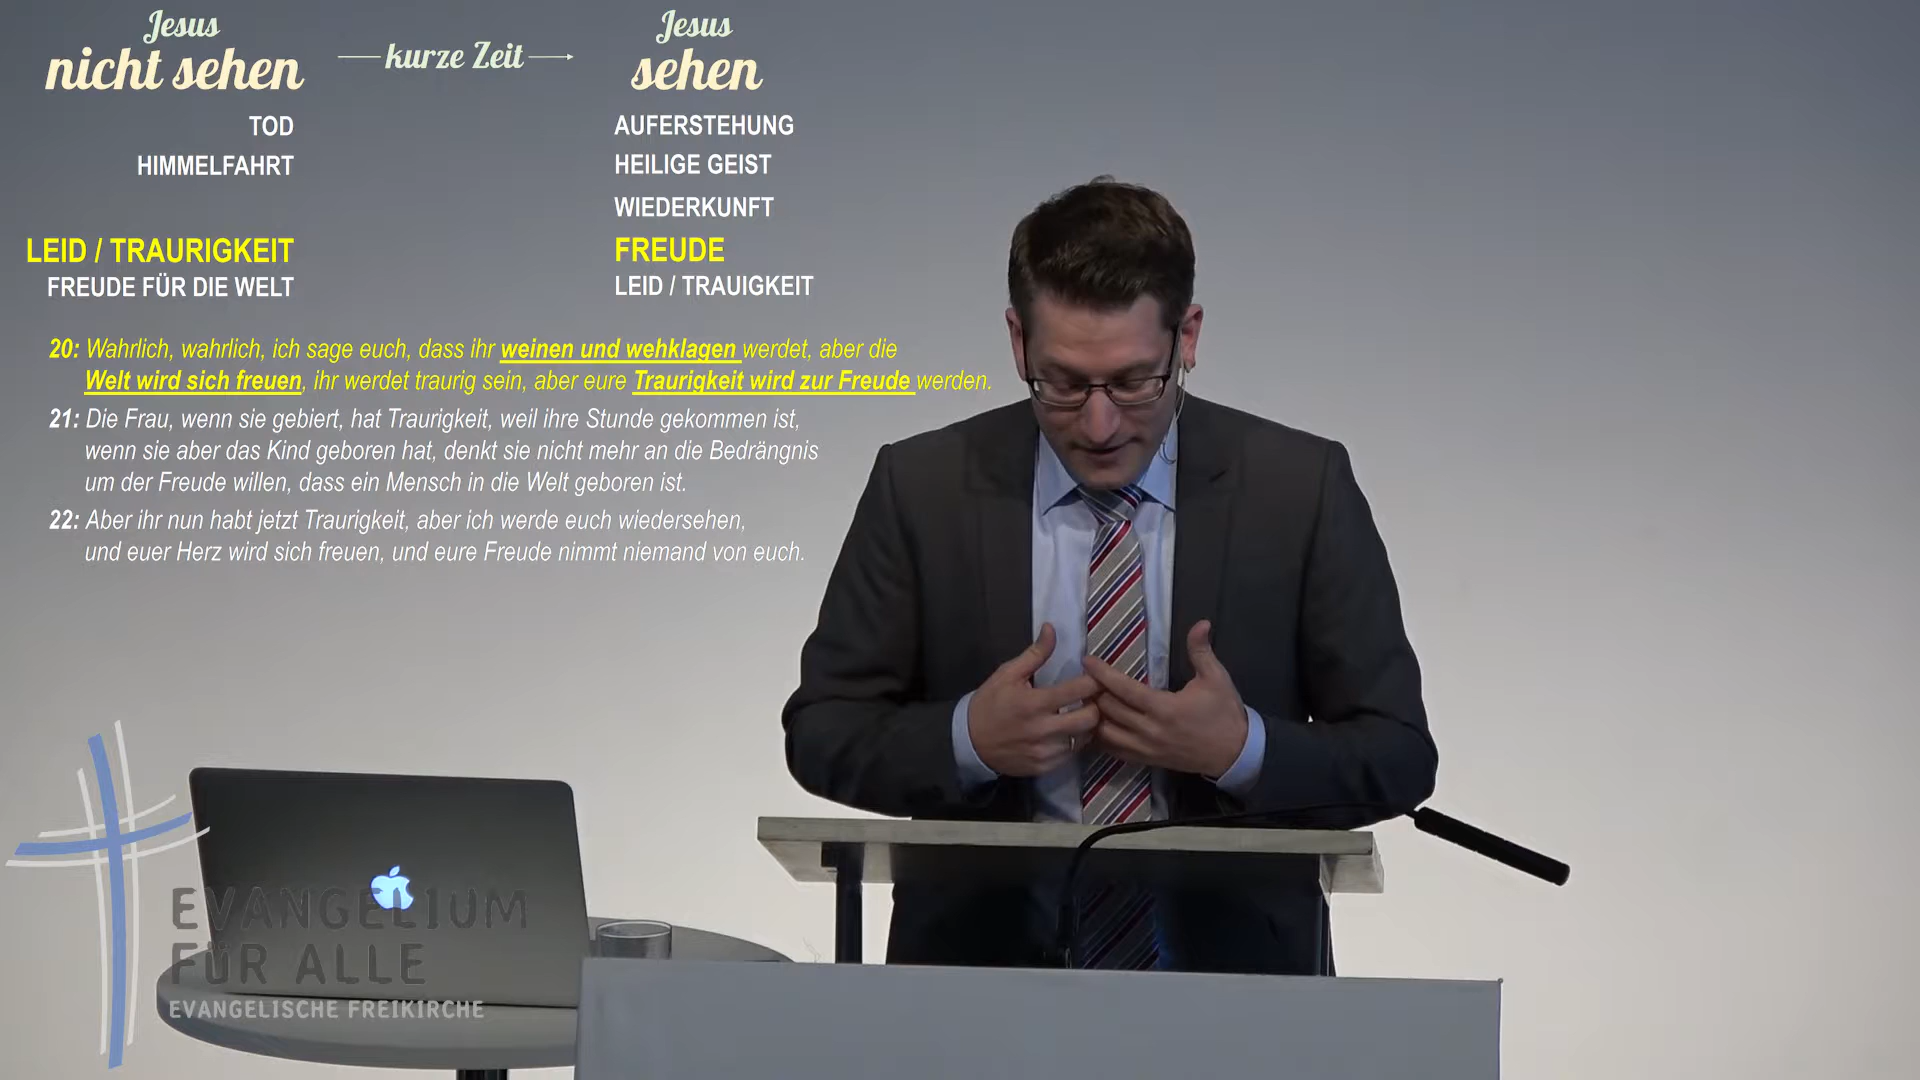 Jesus
nicht sehen
kurze Zeit
Jesus
sehen
TOD
AUFERSTEHUNG
HIMMELFAHRT
HEILIGE GEIST
WIEDERKUNFT
LEID / TRAURIGKEIT
FREUDE
FREUDE FÜR DIE WELT
LEID / TRAUIGKEIT
20: Wahrlich, wahrlich, ich sage euch, dass ihr weinen und wehklagen werdet, aber die
Welt wird sich freuen, ihr werdet traurig sein, aber eure Traurigkeit wird zur Freude werden.
21: Die Frau, wenn sie gebiert, hat Traurigkeit, weil ihre Stunde gekommen ist,
wenn sie aber das Kind geboren hat, denkt sie nicht mehr an die Bedrängnis
um der Freude willen, dass ein Mensch in die Welt geboren ist.
22: Aber ihr nun habt jetzt Traurigkeit, aber ich werde euch wiedersehen,
und euer Herz wird sich freuen, und eure Freude nimmt niemand von euch.
EVANGELIUM
FÜR ALLE
EVANGELISCHE FREIKIRCHE